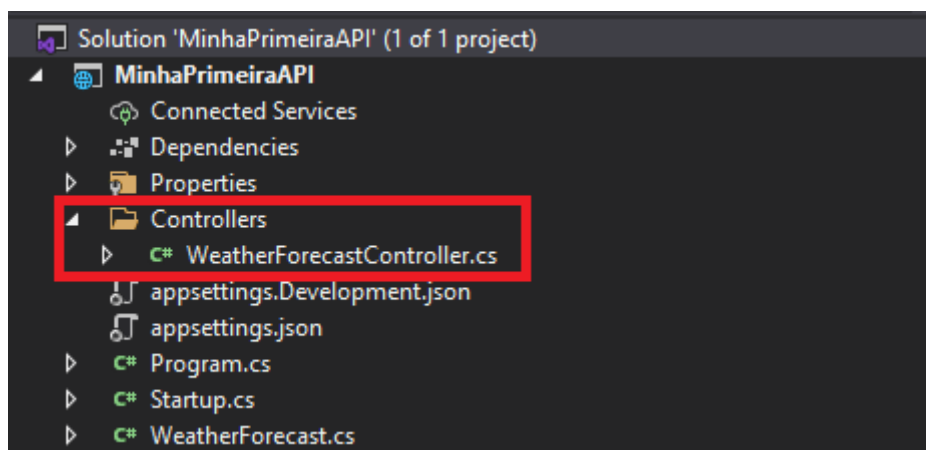 Solution 'MinhaPrimeiraAPI' (1 of 1 project)
MinhaPrimeiraAPI
Connected Services
Dependencies
Properties
Controllers
C# WeatherForecastController.cs
appsettings.Development.json
appsettings.json
C# Program.cs
C# Startup.cs
C# WeatherForecast.cs